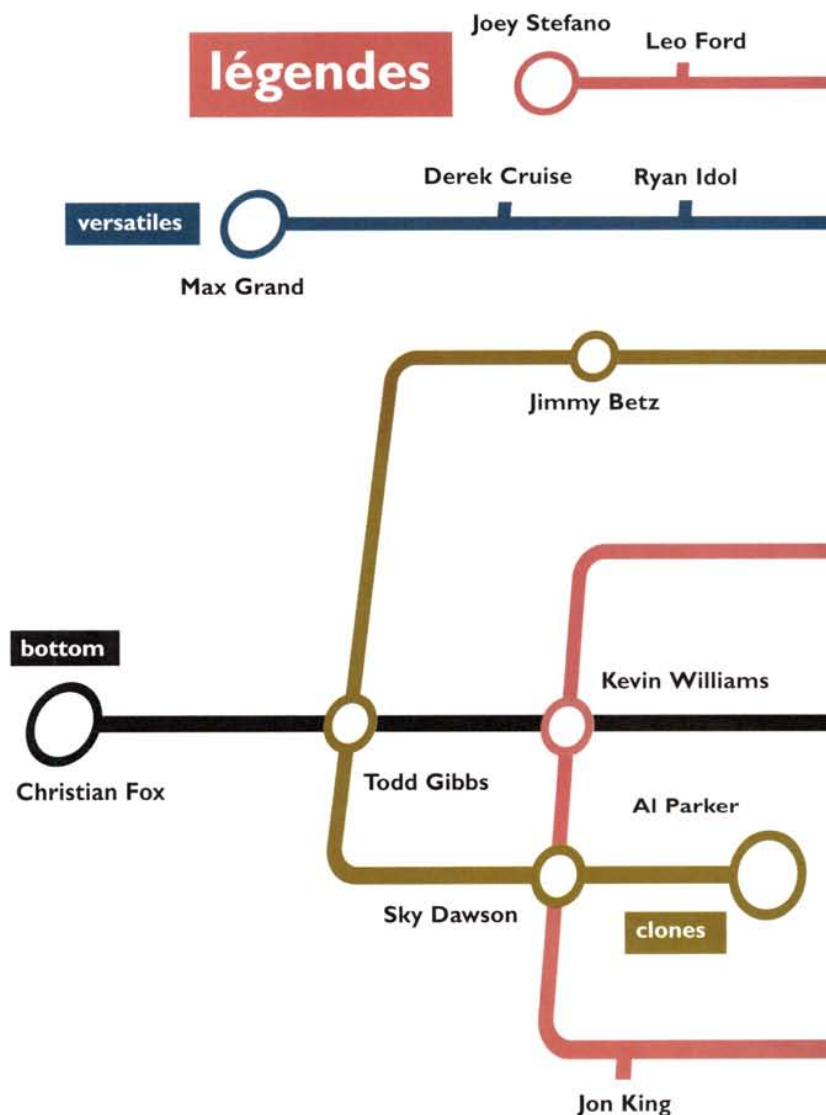 Joey Stefano
Leo Ford
légendes
Derek Cruise
Ryan Idol
versatiles
Max Grand
Jimmy Betz
bottom
Kevin Williams
Christian Fox
Todd Gibbs
Al Parker
Sky Dawson
clones
Jon King